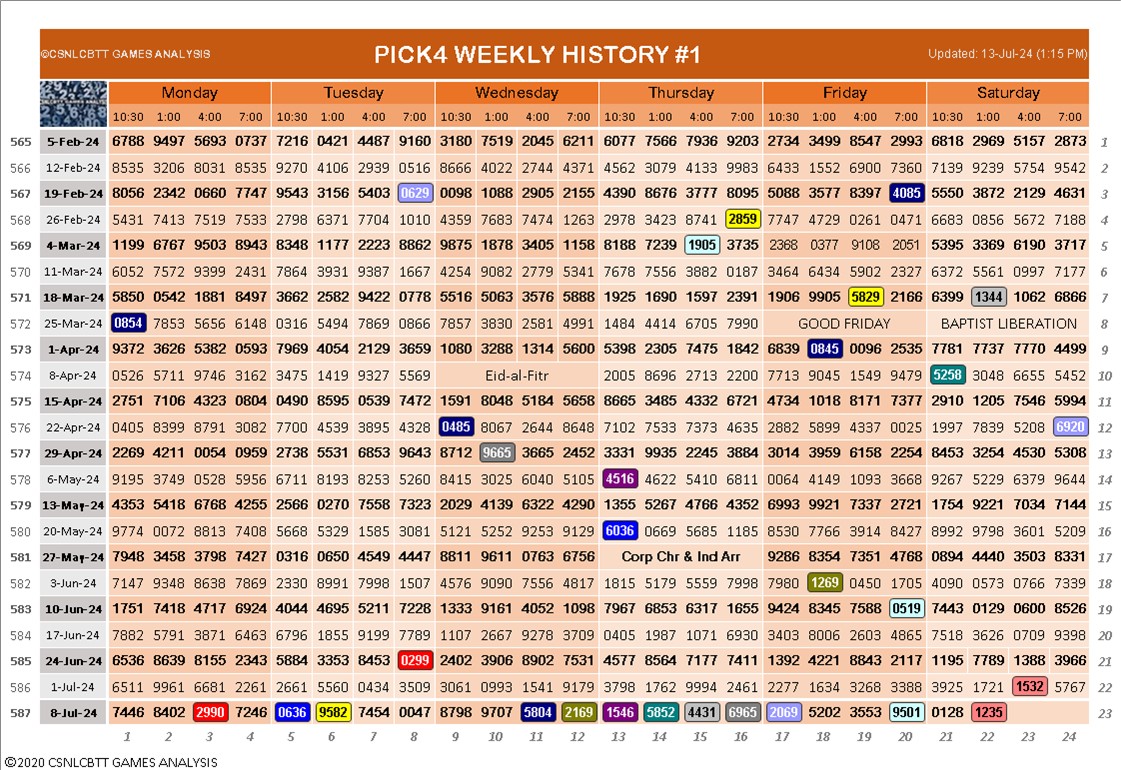 ©CSNLCBTT GAMES ANALYSIS PICK4 WEEKLY HISTORY #1 Updated: 13-Jul-24 (1:15 PM)
Monday Tuesday Wednesday Thursday Friday Saturday
10:30 1:00 4:00 7:00 10:30 1:00 4:00 7:00 10:30 1:00 4:00 7:00 10:30 1:00 4:00 7:00 10:30 1:00 4:00 7:00 10:30 1:00 4:00 7:00
565 5-Feb-24 6788 9497 5693 0737 7216 0421 4487 9160 3180 7519 2045 6211 6077 7566 7936 9203 2734 3499 8547 2993 6818 2969 5157 2873 1
566 12-Feb-24 8535 3206 8031 8535 9270 4106 2939 0516 8666 4022 2744 4371 4562 3079 4133 9983 6433 1552 6900 7360 7139 9239 5754 9542 2
567 19-Feb-24 8056 2342 0660 7747 9543 3156 5403 0629 0098 1088 2905 2155 4390 8676 3777 8095 5088 3577 8397 4085 5550 3872 2129 4631 3
568 26-Feb-24 5431 7413 7519 7533 2798 6371 7704 1010 4359 7683 7474 1263 2978 3423 8741 2859 7747 4729 0261 0471 6683 0856 5672 7188 4
569 4-Mar-24 1199 6767 9503 8943 8348 1177 2223 8862 9875 1878 3405 1158 8188 7239 1905 3735 2368 0377 9108 2051 5395 3369 6190 3717 5
570 11-Mar-24 6052 7572 9399 2431 7864 3931 9387 1667 4254 9082 2779 5341 7678 7556 3882 0187 3464 6434 5902 2327 6372 5561 0997 7177 6
571 18-Mar-24 5850 0542 1881 8497 3662 2582 9422 0778 5516 5063 3576 5888 1925 1690 1597 2391 1906 9905 5829 2166 6399 1344 1062 6866 7
572 25-Mar-24 0854 7853 5656 6148 0316 5494 7869 0866 7857 3830 2581 4991 1484 4414 6705 7990 GOOD FRIDAY BAPTIST LIBERATION 8
573 1-Apr-24 9372 3626 5382 0593 7969 4054 2129 3659 1080 3288 1314 5600 5398 2305 7475 1842 6839 0845 0096 2535 7781 7737 7770 4499 9
574 8-Apr-24 0526 5711 9746 3162 3475 1419 9327 5569 Eid-al-Fitr 2005 8696 2713 2200 7713 9045 1549 9479 5258 3048 6655 5452 10
575 15-Apr-24 2751 7106 4323 0804 0490 8595 0539 7472 1591 8048 5184 5658 8665 3485 4332 6721 4734 1018 8171 7377 2910 1205 7546 5994 11
576 22-Apr-24 0405 8399 8791 3082 7700 4539 3895 4328 0485 8067 2644 8648 7102 7533 7373 4635 2882 5899 4337 0025 1997 7839 5208 6920 12
577 29-Apr-24 2269 4211 0054 0959 2738 5531 6853 9643 8712 9665 3665 2452 3331 9935 2245 3884 3014 3959 6158 2254 8453 3254 4530 5308 13
578 6-May-24 9195 3749 0528 5956 6711 8193 8253 5260 8415 3025 6040 5105 4516 4622 5410 6811 0064 4149 1093 3668 9267 5229 6379 9644 14
579 13-May-24 4353 5418 6768 4255 2566 0270 7558 7323 2029 4139 6322 4290 1355 5267 4766 4352 6993 9921 7337 2721 1754 9221 7034 7144 15
580 20-May-24 9774 0072 8813 7408 5668 5329 1585 3081 5121 5252 9253 9129 6036 0669 5685 1185 8530 7766 3914 8427 8992 9798 3601 5209 16
581 27-May-24 7948 3458 3798 7427 0316 0650 4549 4447 8811 9611 0763 6756 Corp Chr & Ind Arr 9286 8354 7351 4768 0894 4440 3503 8331 17
582 3-Jun-24 7147 9348 8638 7869 2330 8991 7998 1507 4576 9090 7556 4817 1815 5179 5559 7998 7980 1269 0450 1705 4090 0573 0766 7339 18
583 10-Jun-24 1751 7418 4717 6924 4044 4695 5211 7228 1333 9161 4052 1098 7967 6853 6317 1655 9424 8345 7588 0519 7443 0129 0600 8526 19
584 17-Jun-24 7882 5791 3871 6463 6796 1855 9199 7789 1107 2667 9278 3709 0405 1987 1071 6930 3403 8006 2603 4865 7518 3626 0709 9398 20
585 24-Jun-24 6536 8639 8155 2343 5884 3353 8453 0299 2402 3906 8902 7531 4577 8564 7177 7411 1392 4221 8843 2117 1195 7789 1388 3966 21
586 1-Jul-24 6511 9961 6681 2261 2661 5560 0434 3509 3061 0993 1541 9179 3798 1762 9994 2461 2277 1634 3268 3388 3925 1721 1532 5767 22
587 8-Jul-24 7446 8402 2990 7246 0636 9582 7454 0047 8798 9707 5804 2169 1546 5852 4431 6965 2069 5202 3553 9501 0128 1235 23
1 2 3 4 5 6 7 8 9 10 11 12 13 14 15 16 17 18 19 20 21 22 23 24
©2020 CSNLCBTT GAMES ANALYSIS